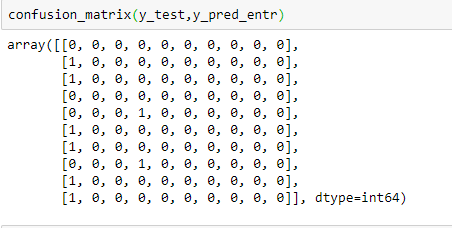 confusion_matrix(y_test,y_pred_entr)
array([[0, 0, 0, 0, 0, 0, 0, 0, 0, 0],
[1, 0, 0, 0, 0, 0, 0, 0, 0, 0],
[1, 0, 0, 0, 0, 0, 0, 0, 0, 0],
[0, 0, 0, 0, 0, 0, 0, 0, 0, 0],
[0, 0, 0, 1, 0, 0, 0, 0, 0, 0],
[1, 0, 0, 0, 0, 0, 0, 0, 0, 0],
[1, 0, 0, 0, 0, 0, 0, 0, 0, 0],
[0, 0, 0, 1, 0, 0, 0, 0, 0, 0],
[1, 0, 0, 0, 0, 0, 0, 0, 0, 0],
[1, 0, 0, 0, 0, 0, 0, 0, 0, 0]], dtype=int64)